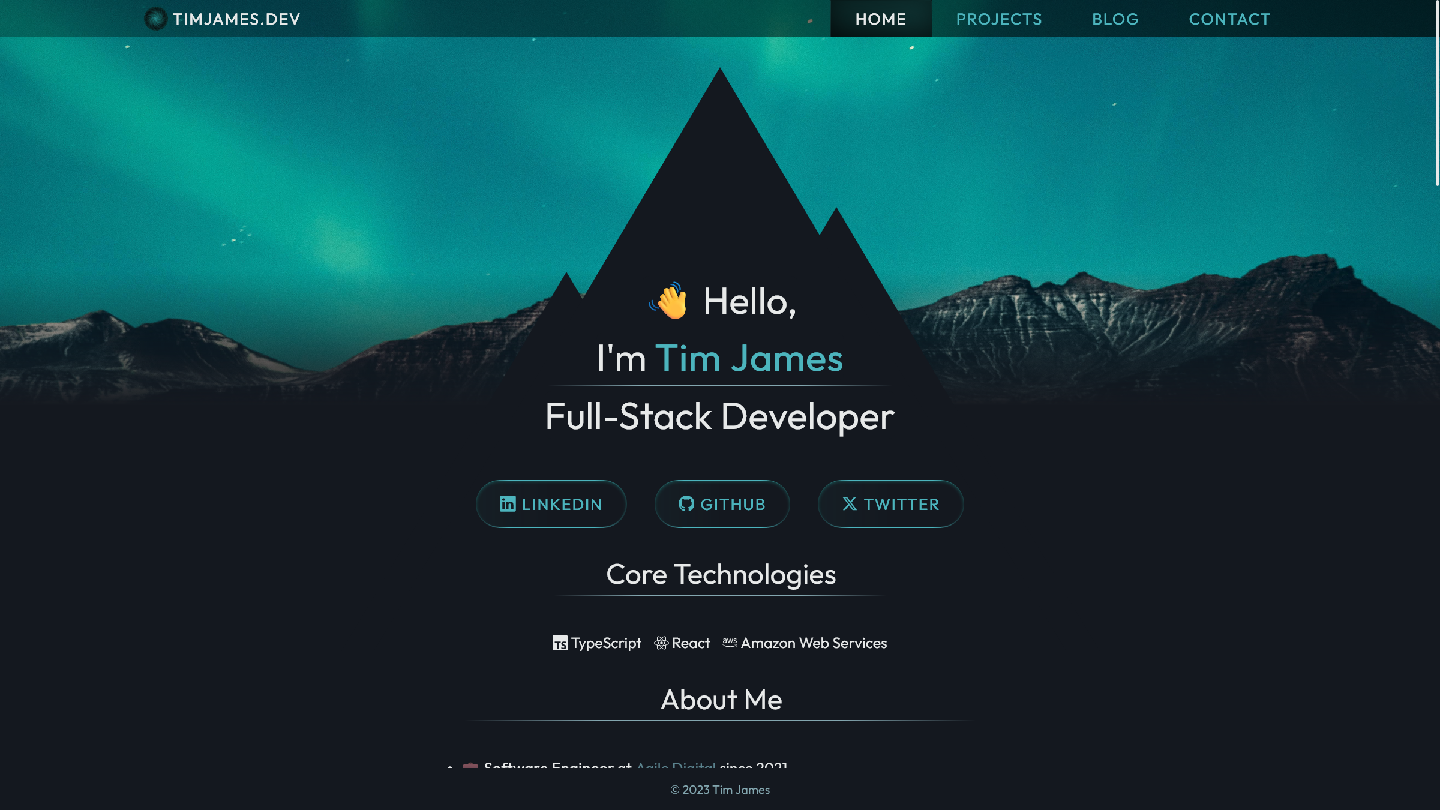 TIMJAMES.DEV
HOME PROJECTS BLOG CONTACT
👋 Hello,
I'm Tim James
Full-Stack Developer
LINKEDIN GITHUB TWITTER
Core Technologies
TS TypeScript React aws Amazon Web Services
About Me
• Software Engineer at Agile Digital since 2021
© 2023 Tim James